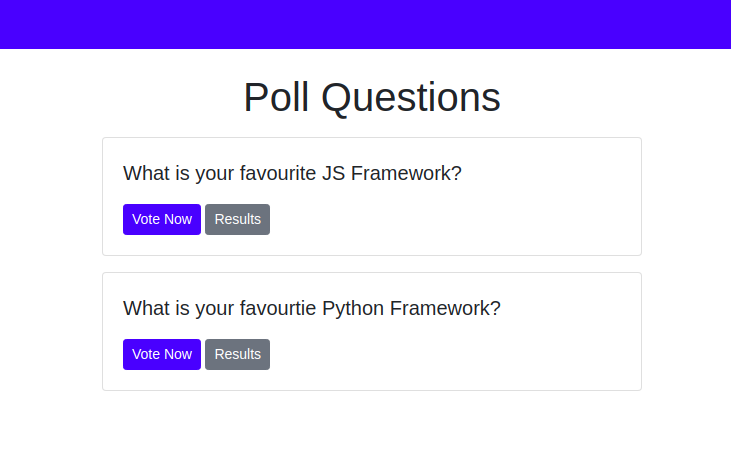 Poll Questions
What is your favourite JS Framework?
Vote Now Results
What is your favourtie Python Framework?
Vote Now Results